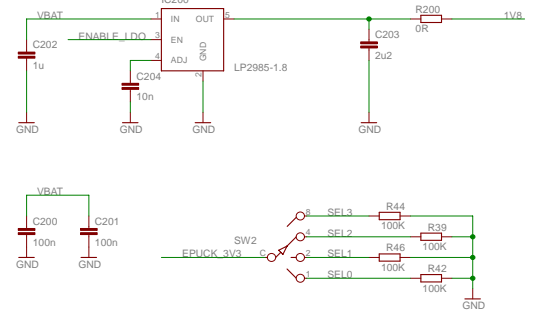 IC200
VBAT
1 IN OUT 5
R200
0R
1V8
ENABLE_LDO 3 EN
C202
1u
4 ADJ
GND
2
LP2985-1.8
C203
2u2
C204
10n
GND
GND
GND
GND
VBAT
C200
100n
C201
100n
GND
GND
EPUCK_3V3
SW2
C
8 SEL3
R44
100K
4 SEL2
R39
100K
2 SEL1
R46
100K
1 SEL0
R42
100K
GND